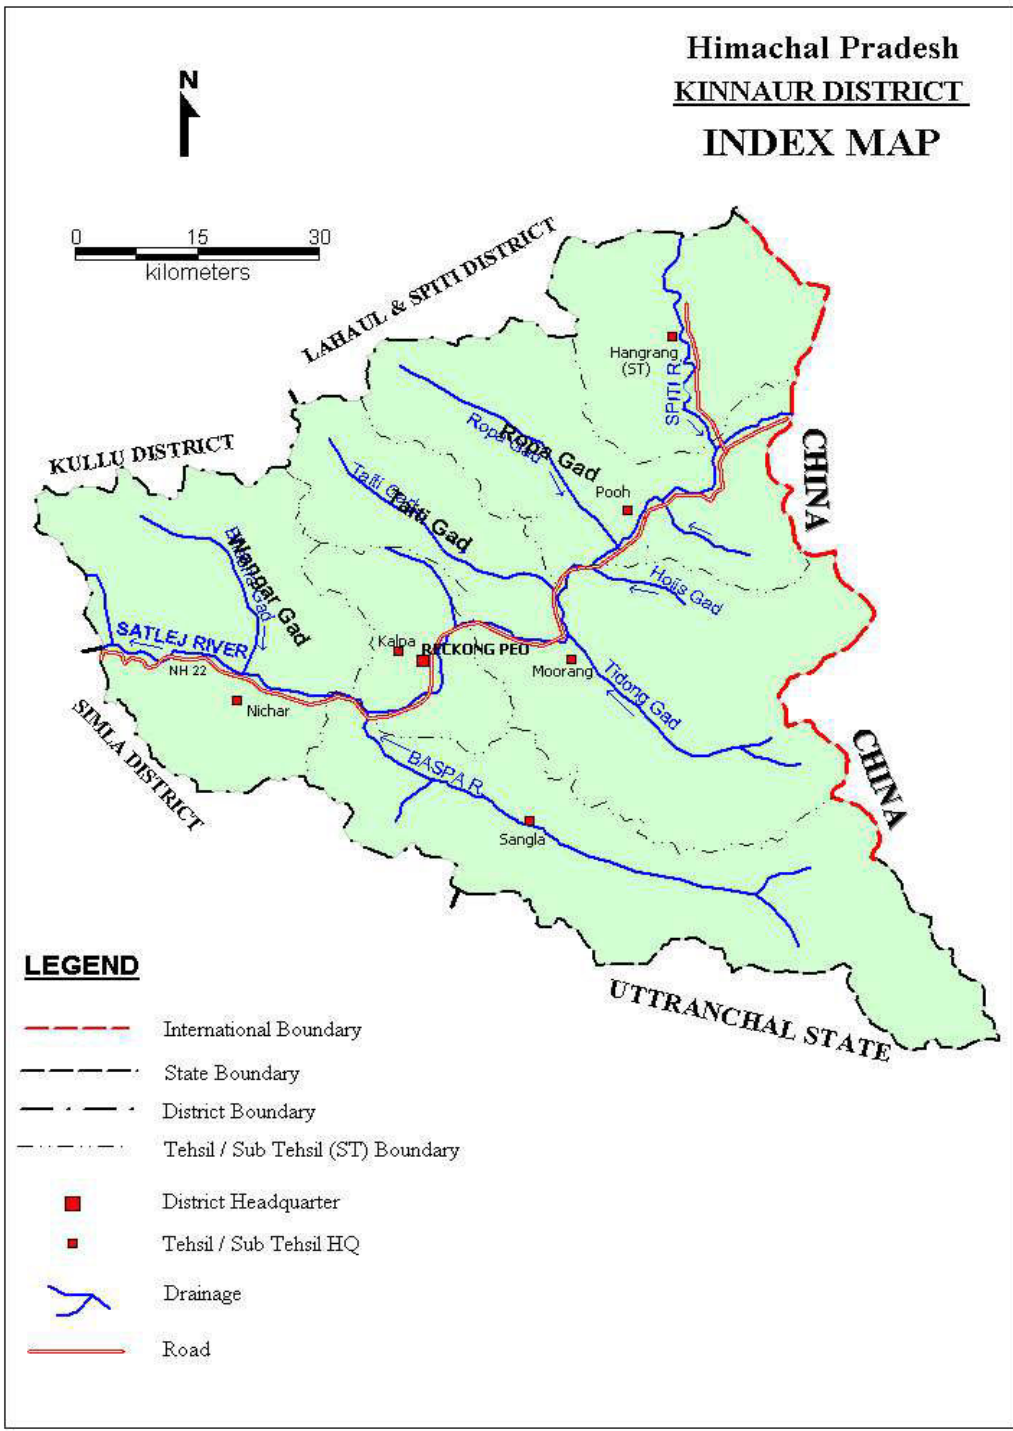 Himachal Pradesh
KINNAUR DISTRICT
INDEX MAP
N
0 15 30
kilometers
LAHAUL & SPITI DISTRICT
KULLU DISTRICT
SIMLA DISTRICT
UTTRANCHAL STATE
CHINA
CHINA
Hangrang
(ST)
SPITI R.
Ropa Gad
Ropa Gad
Pooh
Taiti Gad
Taiti Gad
Wangar Gad
Gad
Hojis Gad
SATLEJ RIVER
NH 22
Kalpa
RECKONG PEO
Moorang
Tidong Gad
Nichar
BASPA R.
Sangla
LEGEND
International Boundary
State Boundary
District Boundary
Tehsil / Sub Tehsil (ST) Boundary
District Headquarter
Tehsil / Sub Tehsil HQ
Drainage
Road